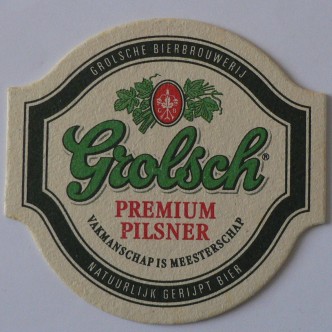 GROLSCHE BIERBROUWERIJ
Grolsch®
PREMIUM
PILSNER
VAKMANSCHAP IS MEESTERSCHAP
NATUURLIJK GERIJPT BIER